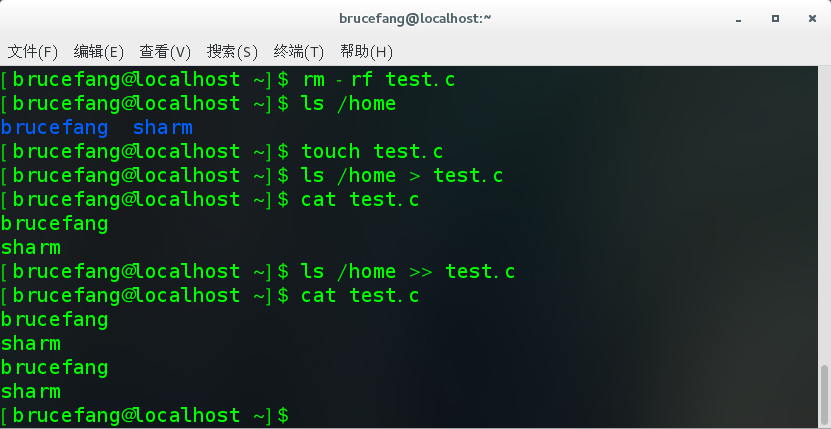 brucefang@localhost:~
文件(F) 编辑(E) 查看(V) 搜索(S) 终端(T) 帮助(H)
[brucefang@localhost ~]$ rm -rf test.c
[brucefang@localhost ~]$ ls /home
brucefang  sharm
[brucefang@localhost ~]$ touch test.c
[brucefang@localhost ~]$ ls /home > test.c
[brucefang@localhost ~]$ cat test.c
brucefang
sharm
[brucefang@localhost ~]$ ls /home >> test.c
[brucefang@localhost ~]$ cat test.c
brucefang
sharm
brucefang
sharm
[brucefang@localhost ~]$